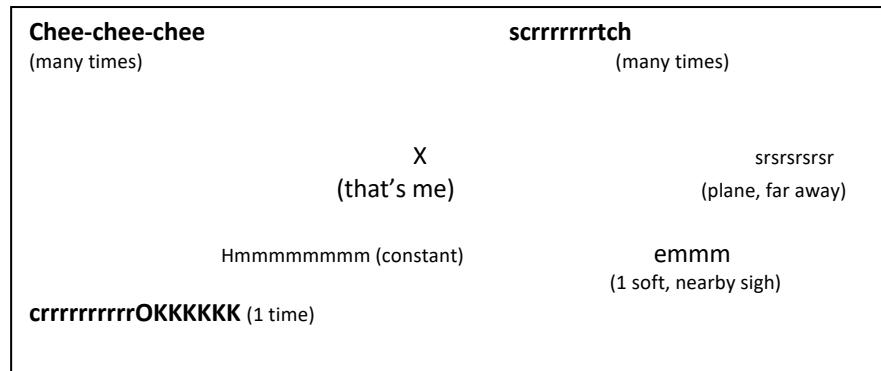 Chee-chee-chee scrrrrrrrtch
(many times) (many times)
X srsrsrsrsr
(that's me) (plane, far away)
Hmmmmmmmm (constant) emmm
(1 soft, nearby sigh)
crrrrrrrrrrOKKKKKK (1 time)